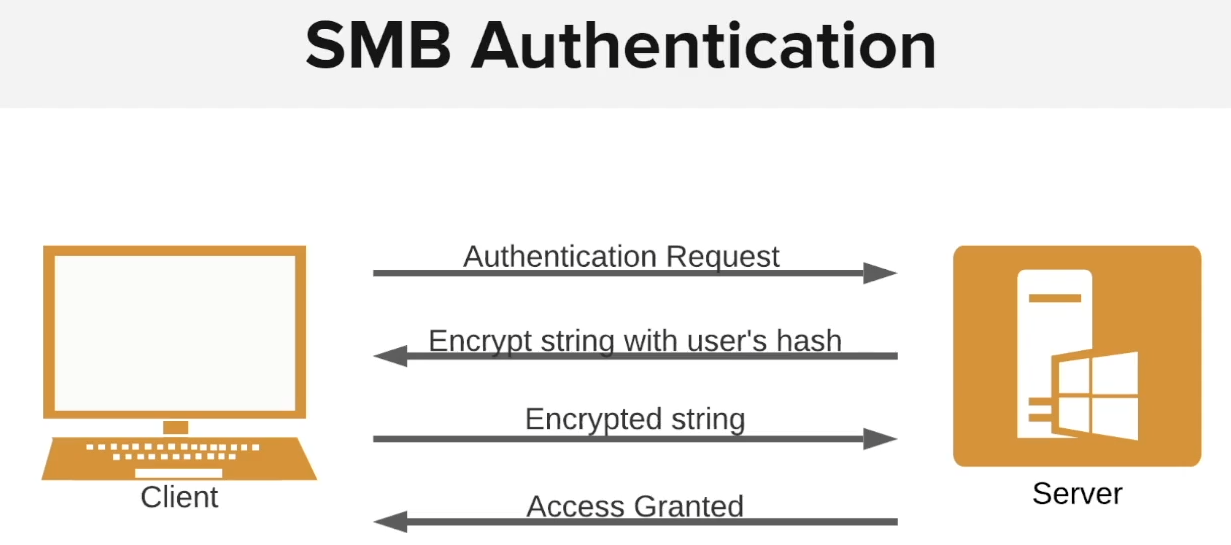 SMB Authentication
Authentication Request
Encrypt string with user's hash
Encrypted string
Access Granted
Client
Server